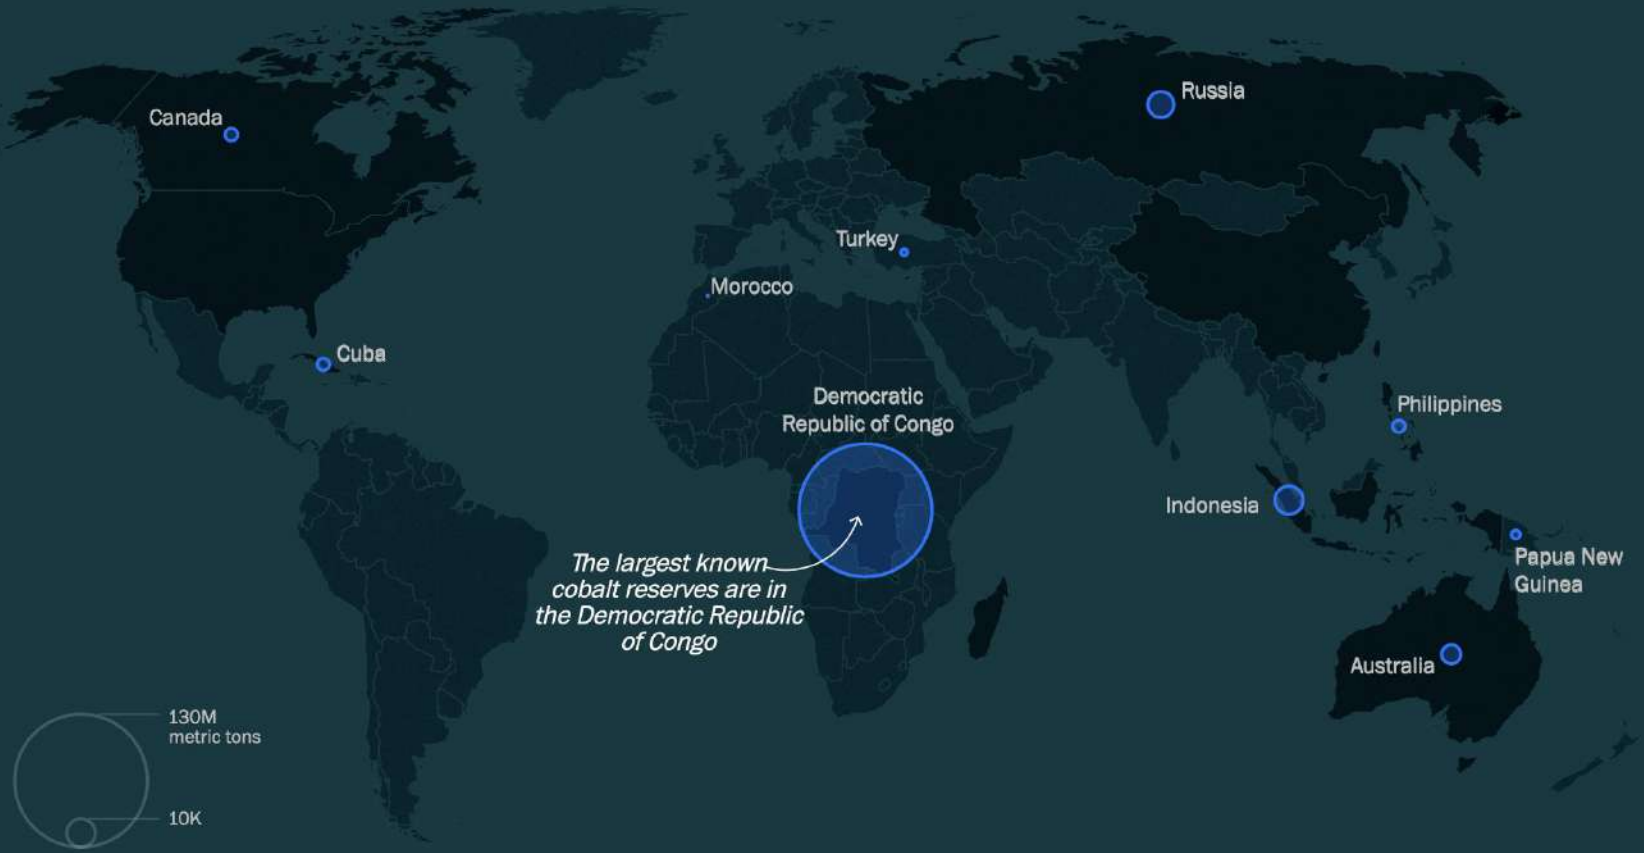 Canada
Russia
Turkey
Morocco
Cuba
Democratic
Republic of Congo
Philippines
Indonesia
The largest known
cobalt reserves are in
the Democratic Republic
of Congo
Papua New
Guinea
Australia
130M
metric tons
10K